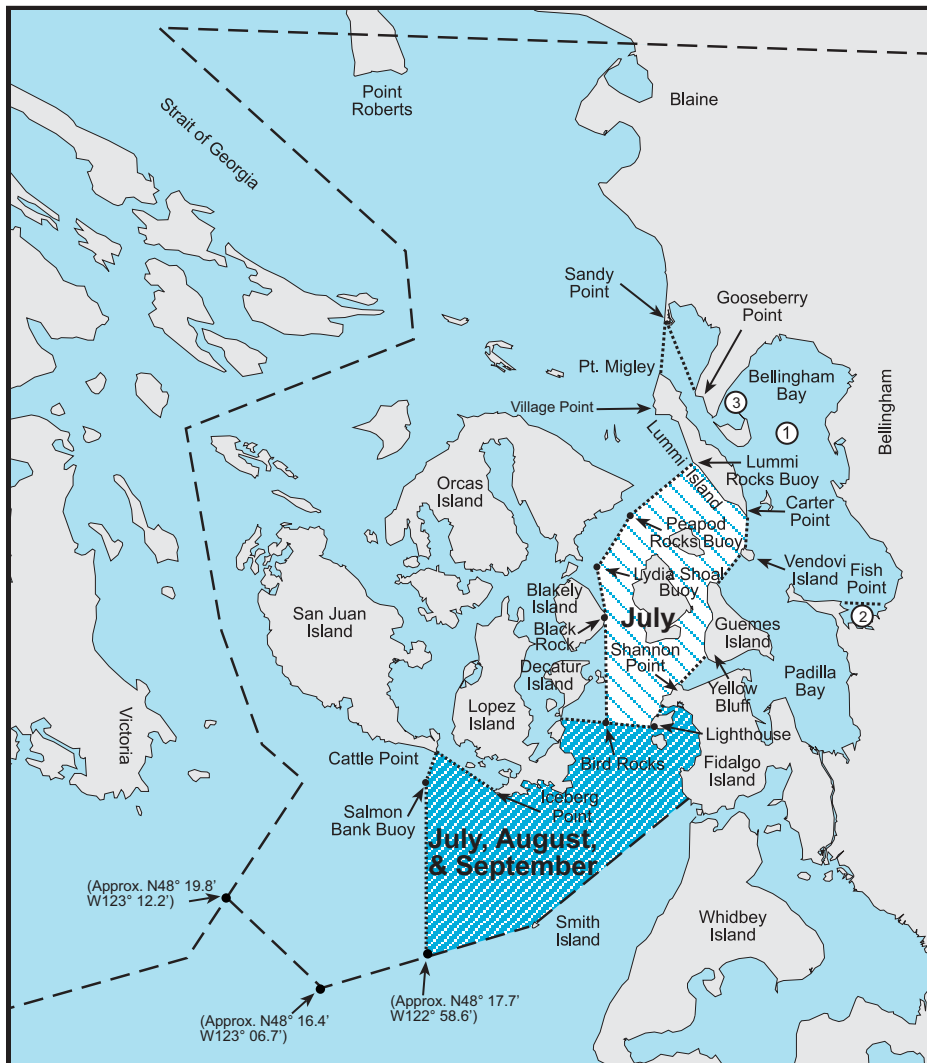 Point
Roberts
Blaine
Strait of Georgia
Sandy
Point
Gooseberry
Point
Pt. Migley
Bellingham
Bay
3
Village Point
1
Bellingham
Lummi
Island
Lummi
Rocks Buoy
Orcas
Island
Carter
Point
Peapod
Rocks Buoy
Vendovi
Island
Fish
Point
Lydia Shoal
Buoy
Blakely
Island
2
San Juan
Island
July
Black
Rock
Guemes
Island
Shannon
Point
Decatur
Island
Padilla
Bay
Yellow
Bluff
Lopez
Island
Victoria
Lighthouse
Cattle Point
Bird Rocks
Fidalgo
Island
Iceberg
Point
Salmon
Bank Buoy
July, August,
& September
(Approx. N48° 19.8’
W123° 12.2’)
Smith
Island
Whidbey
Island
(Approx. N48° 17.7’
W122° 58.6’)
(Approx. N48° 16.4’
W123° 06.7’)